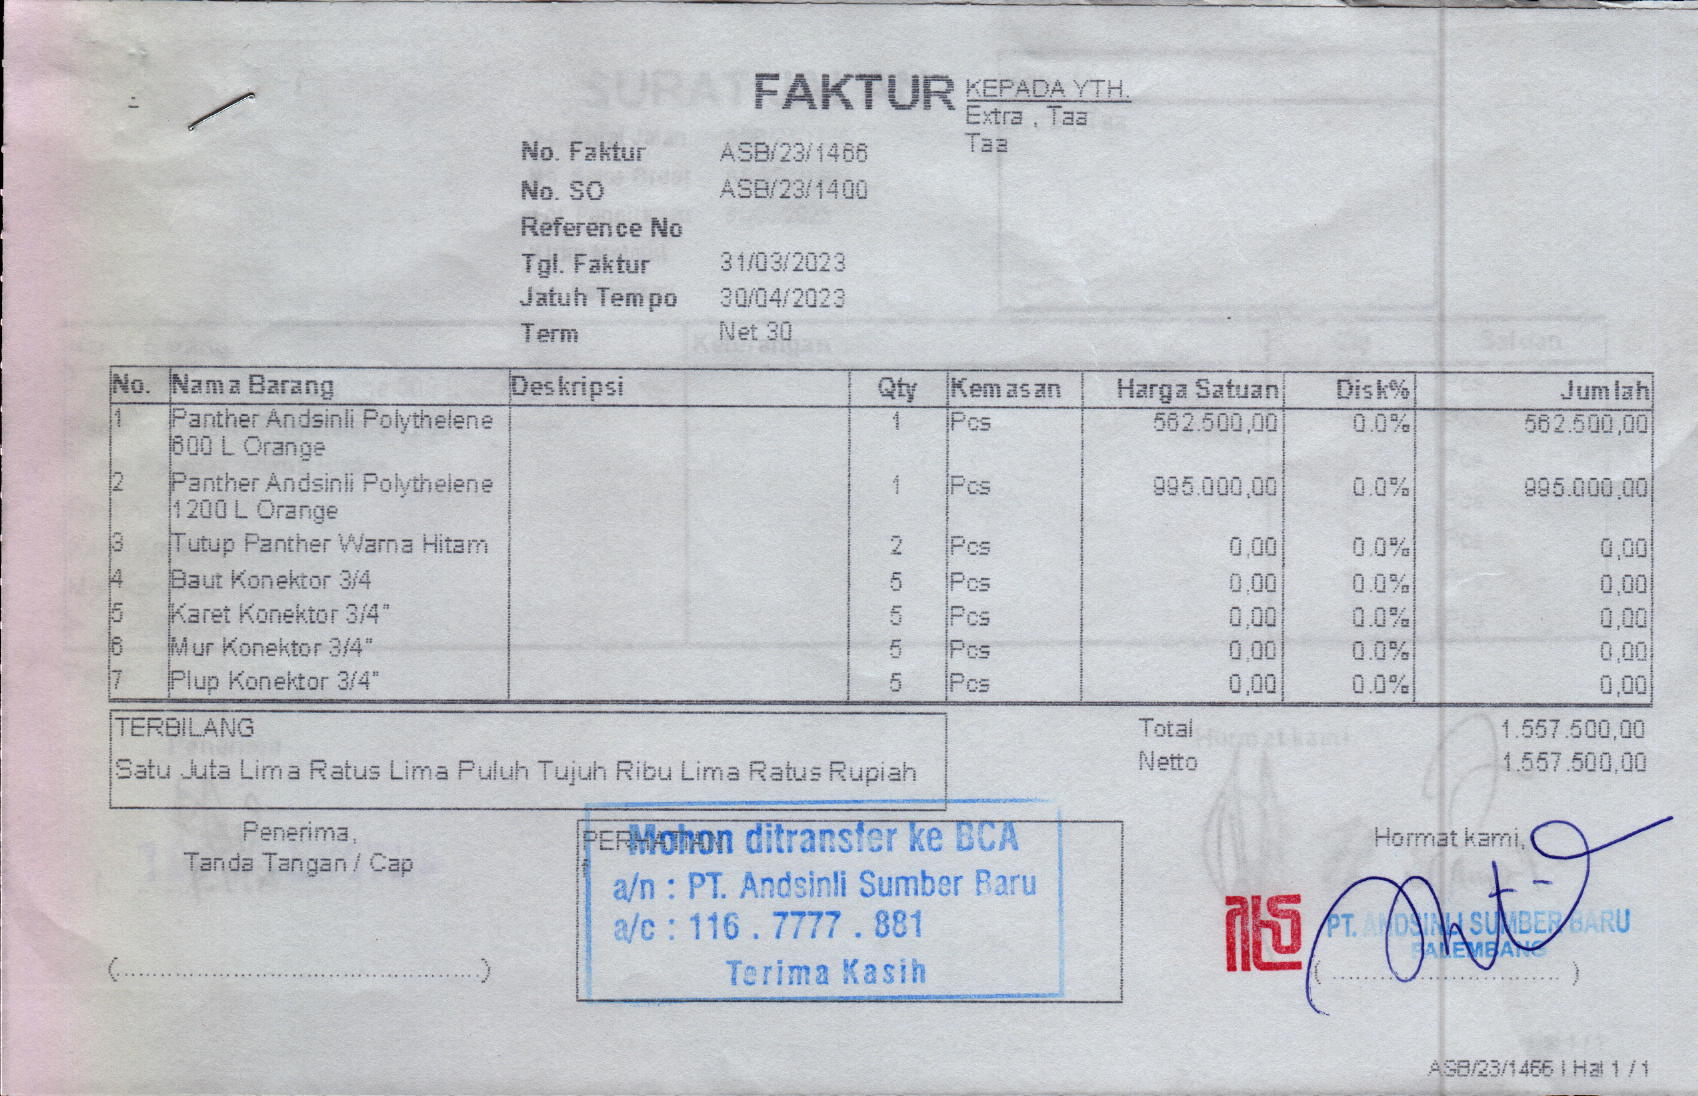 FAKTUR
KEPADA YTH.
Extra , Taa
Taa
No. Faktur ASB/23/1466
No. SO ASB/23/1400
Reference No
Tgl. Faktur 31/03/2023
Jatuh Tempo 30/04/2023
Term Net 30
No. Nama Barang Deskripsi Qty Kemasan Harga Satuan Disk% Jumlah
1 Panther Andsinli Polythelene 1 Pcs 562.500,00 0.0% 562.500,00
600 L Orange
2 Panther Andsinli Polythelene 1 Pcs 995.000,00 0.0% 995.000,00
1200 L Orange
3 Tutup Panther Warna Hitam 2 Pcs 0,00 0.0% 0,00
4 Baut Konektor 3/4 5 Pcs 0,00 0.0% 0,00
5 Karet Konektor 3/4" 5 Pcs 0,00 0.0% 0,00
6 Mur Konektor 3/4" 5 Pcs 0,00 0.0% 0,00
7 Plup Konektor 3/4" 5 Pcs 0,00 0.0% 0,00
TERBILANG
Satu Juta Lima Ratus Lima Puluh Tujuh Ribu Lima Ratus Rupiah
Total 1.557.500,00
Netto 1.557.500,00
Penerima,
Tanda Tangan / Cap
(..........................................................)
Mohon ditransfer ke BCA
a/n : PT. Andsinli Sumber Baru
a/c : 116 . 7777 . 881
Terima Kasih
Hormat kami,
PT. ANDSINLI SUMBER BARU
PALEMBANG
(.....................................)
ASB/23/1466 | Hal 1 / 1